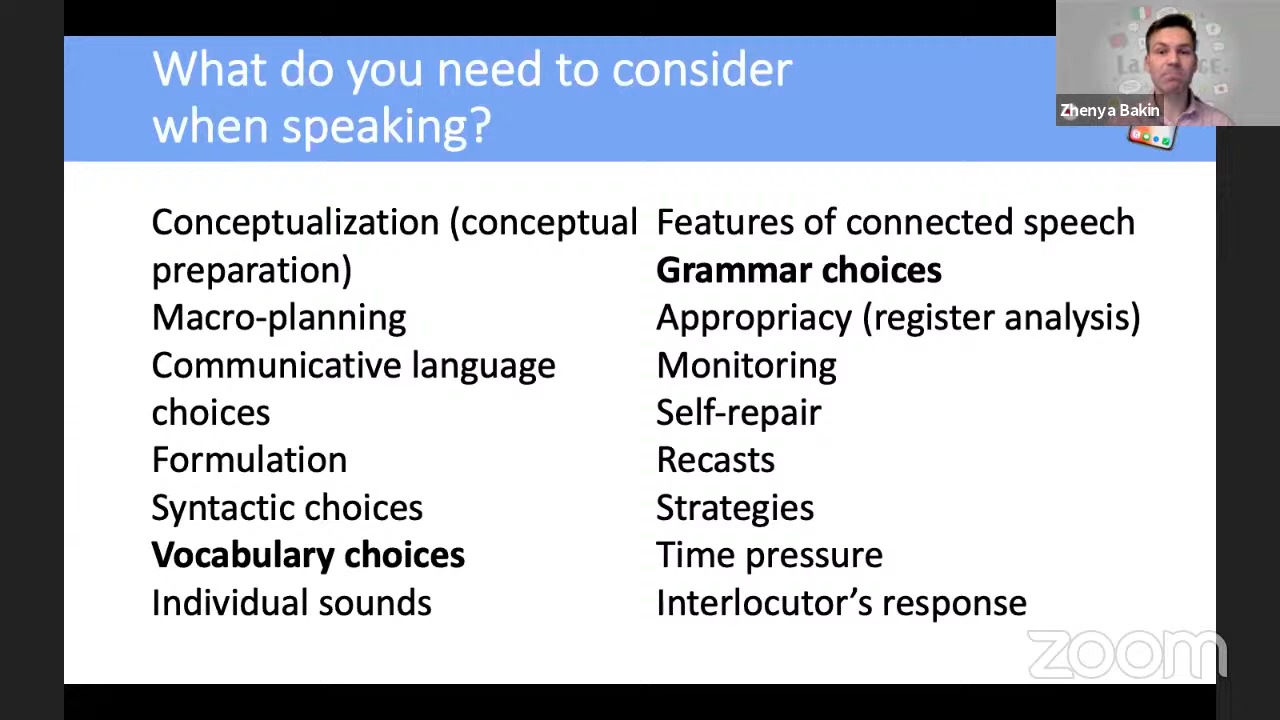 What do you need to consider
when speaking?
Zhenya Bakin
Conceptualization (conceptual
preparation)
Macro-planning
Communicative language
choices
Formulation
Syntactic choices
Vocabulary choices
Individual sounds
Features of connected speech
Grammar choices
Appropriacy (register analysis)
Monitoring
Self-repair
Recasts
Strategies
Time pressure
Interlocutor’s response
zoom